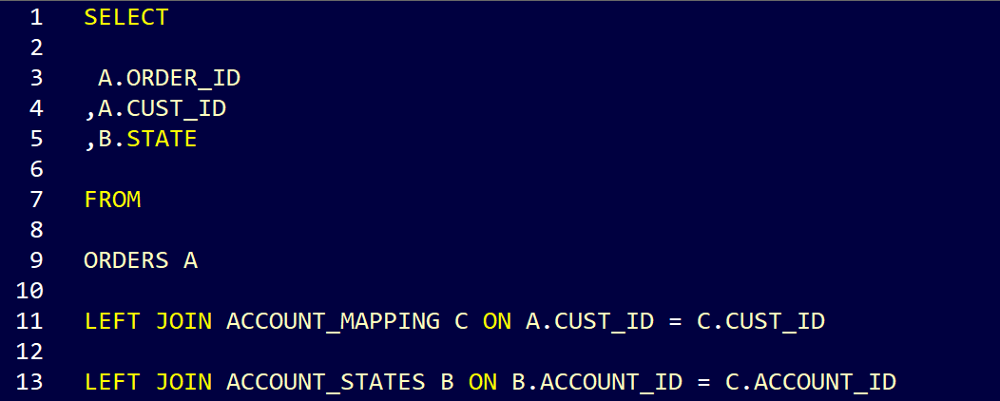 1 SELECT
2
3 A.ORDER_ID
4 ,A.CUST_ID
5 ,B.STATE
6
7 FROM
8
9 ORDERS A
10
11 LEFT JOIN ACCOUNT_MAPPING C ON A.CUST_ID = C.CUST_ID
12
13 LEFT JOIN ACCOUNT_STATES B ON B.ACCOUNT_ID = C.ACCOUNT_ID